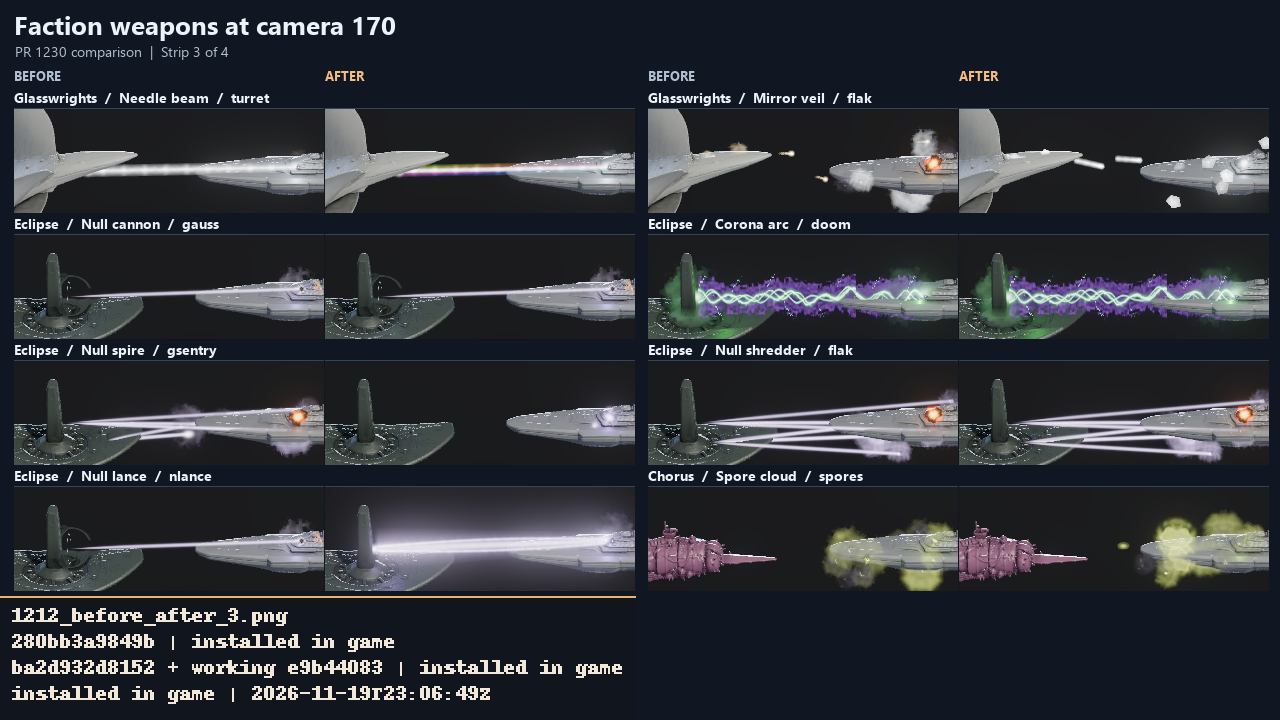 Faction weapons at camera 170
PR 1230 comparison | Strip 3 of 4
BEFORE AFTER BEFORE AFTER
Glasswrights / Needle beam / turret
Glasswrights / Mirror veil / flak
Eclipse / Null cannon / gauss
Eclipse / Corona arc / doom
Eclipse / Null spire / gsentry
Eclipse / Null shredder / flak
Eclipse / Null lance / nlance
Chorus / Spore cloud / spores
1212_before_after_3.png
280bb3a9849b | installed in game
ba2d932d8152 + working e9b44083 | installed in game
installed in game | 2026-11-19T23:06:49Z